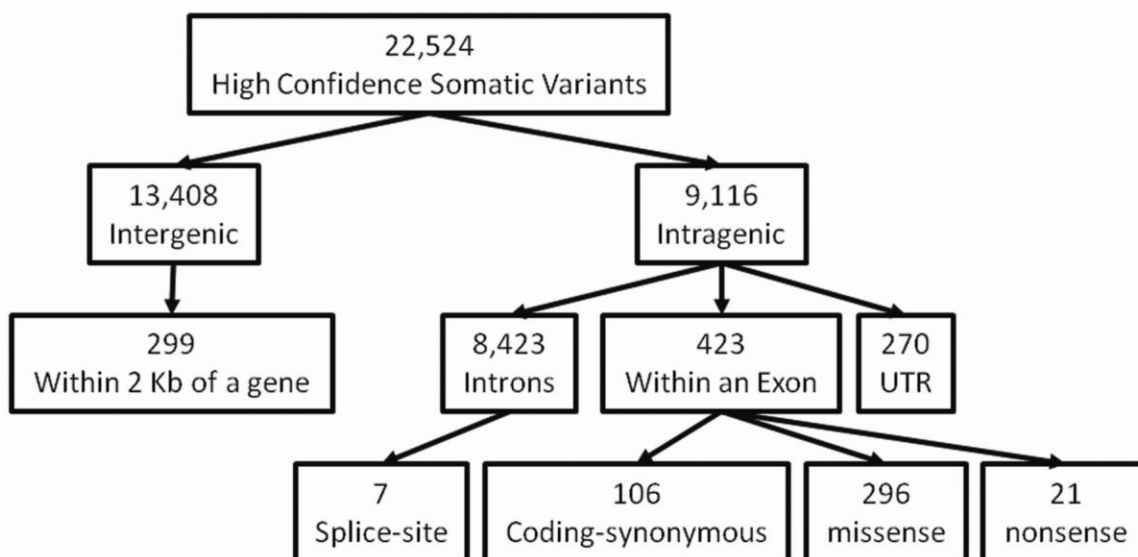 22,524
High Confidence Somatic Variants
13,408
Intergenic
9,116
Intragenic
299
Within 2 Kb of a gene
8,423
Introns
423
Within an Exon
270
UTR
7
Splice-site
106
Coding-synonymous
296
missense
21
nonsense